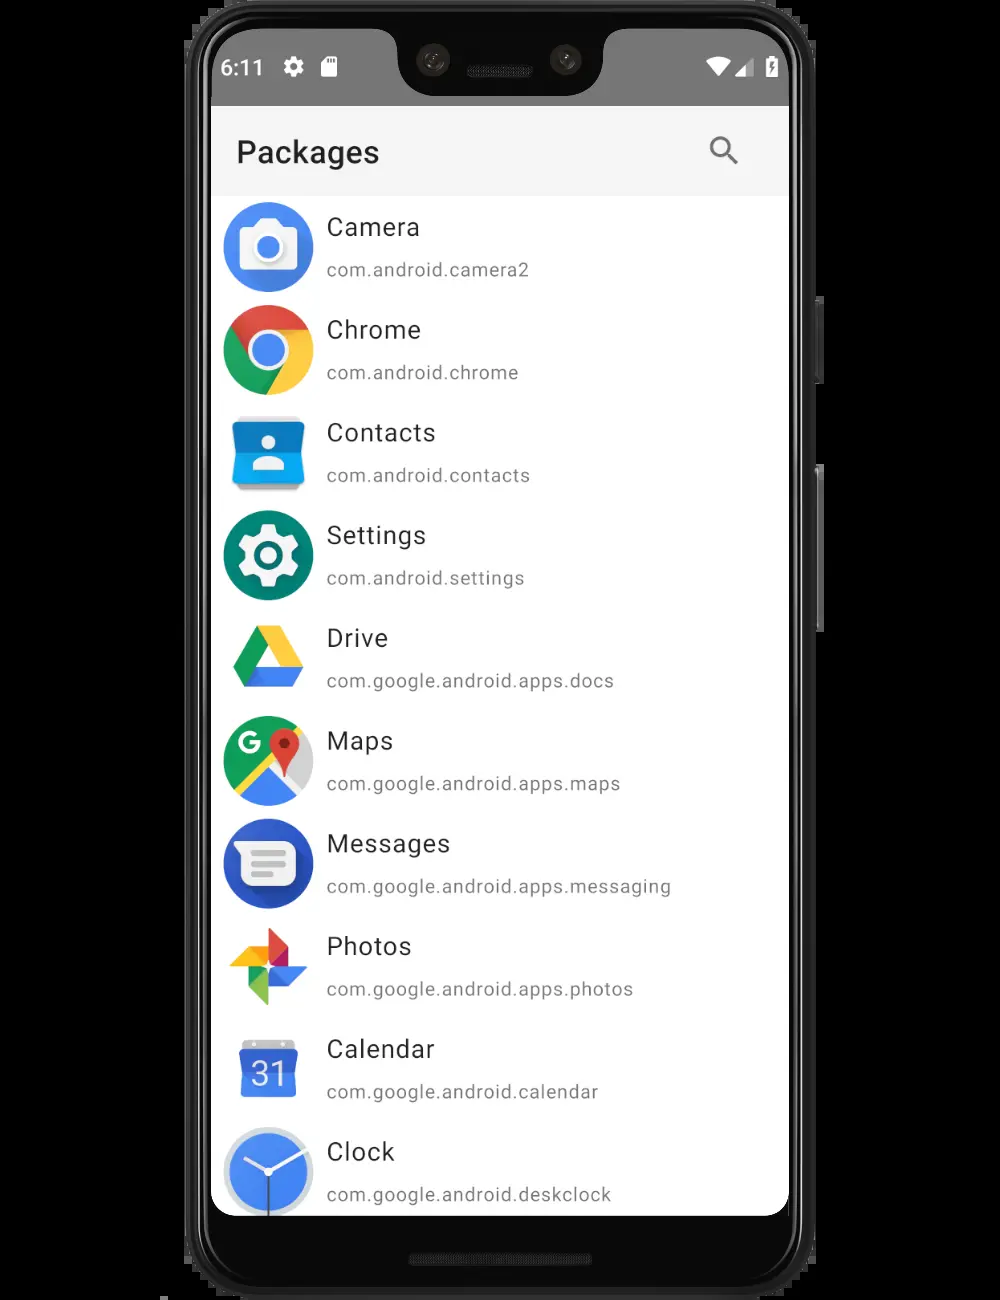 6:11
Packages
Camera
com.android.camera2
Chrome
com.android.chrome
Contacts
com.android.contacts
Settings
com.android.settings
Drive
com.google.android.apps.docs
G
Maps
com.google.android.apps.maps
Messages
com.google.android.apps.messaging
Photos
com.google.android.apps.photos
31
Calendar
com.google.android.calendar
Clock
com.google.android.deskclock